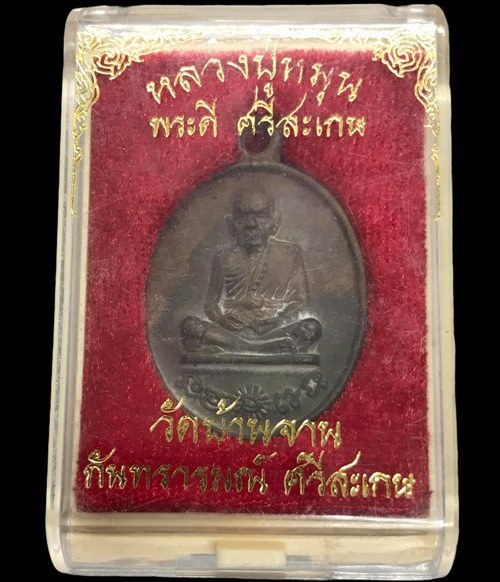 หลวงปู่หมุน
พระดี ศรีสะเกษ
วัดบ้านจาน
กันทรารมณ์ ศรีสะเกษ